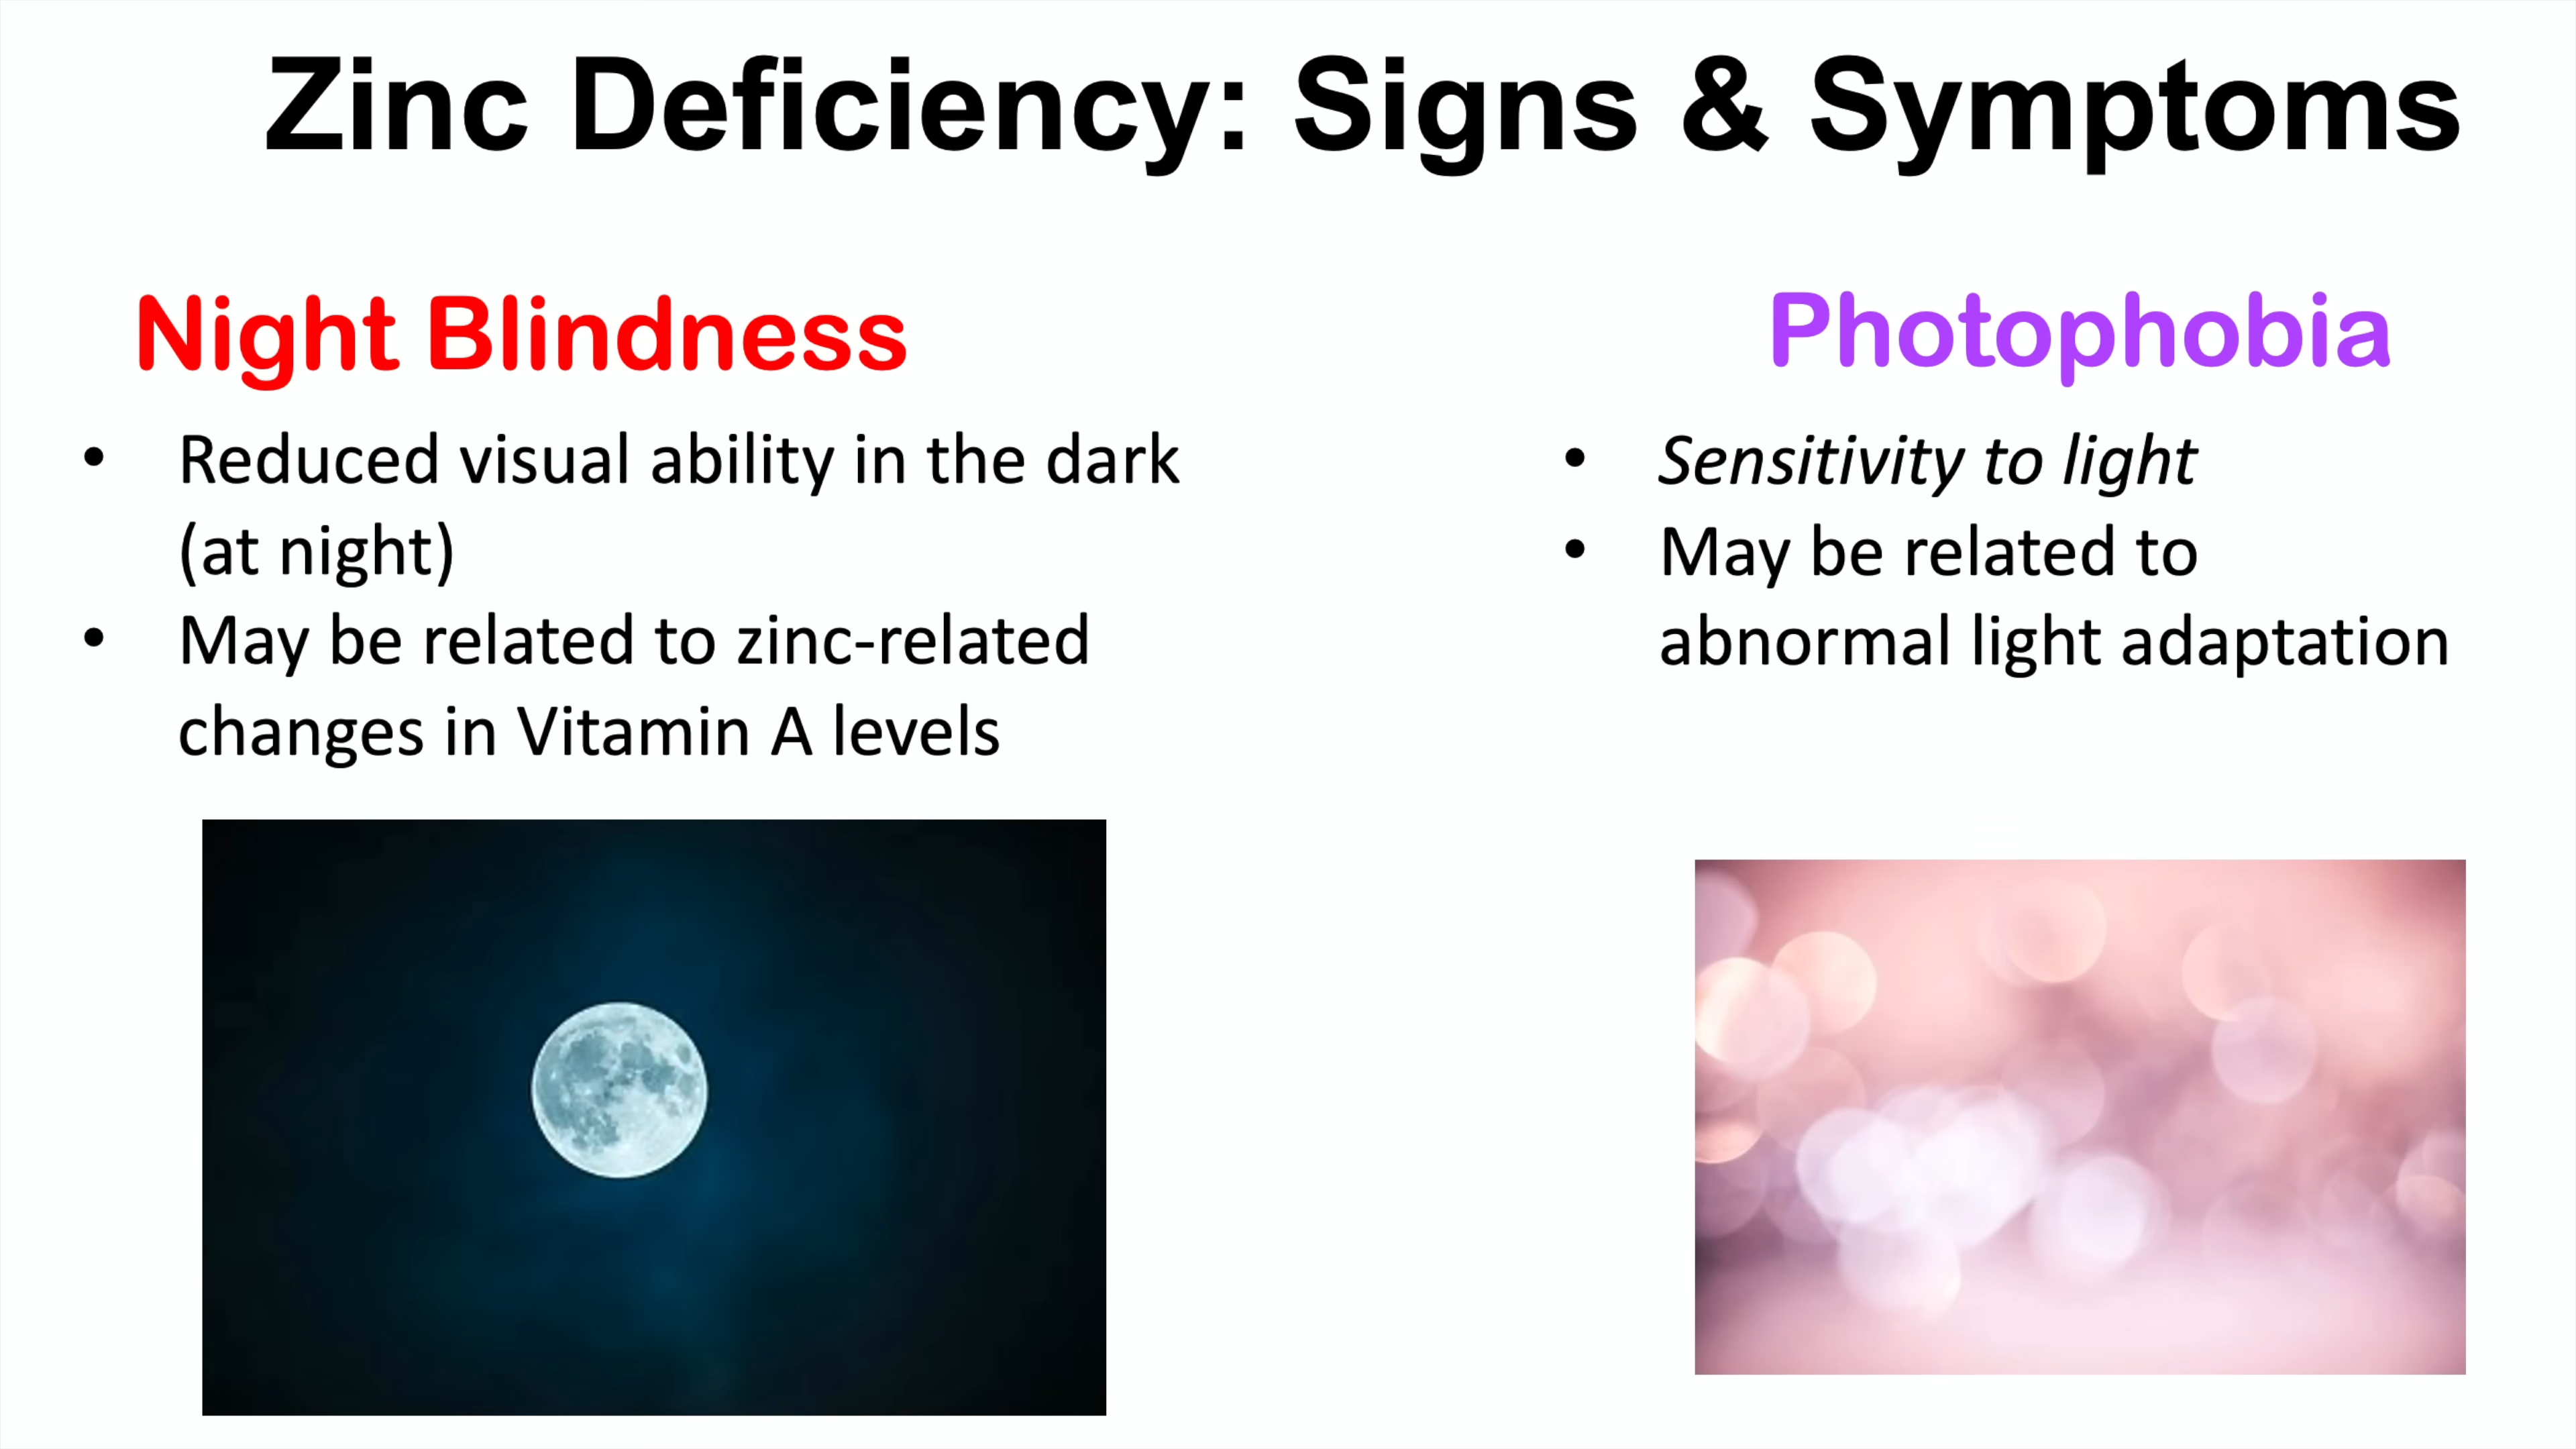 Zinc Deficiency: Signs & Symptoms
Night Blindness
• Reduced visual ability in the dark
(at night)
• May be related to zinc-related
changes in Vitamin A levels
Photophobia
• Sensitivity to light
• May be related to
abnormal light adaptation